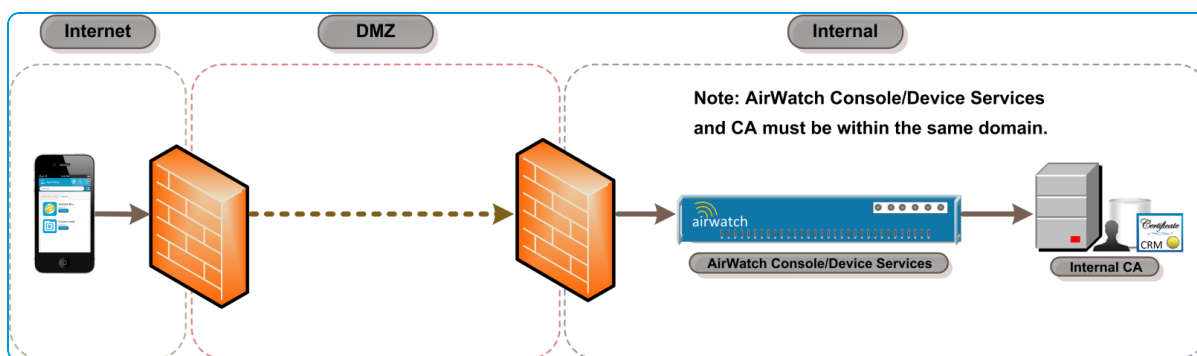 Internet
DMZ
Internal
Note: AirWatch Console/Device Services
and CA must be within the same domain.
airwatch
AirWatch Console/Device Services
Certificate
CRM
Internal CA